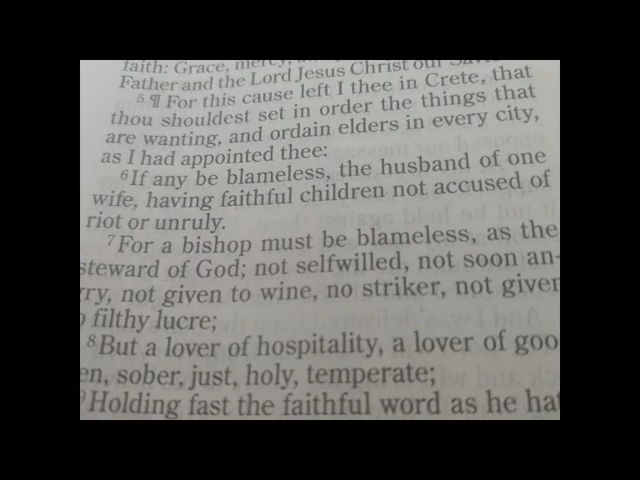 faith: Grace, mercy,
Father and the Lord Jesus Christ our
5 ¶ For this cause left I thee in Crete, that
thou shouldest set in order the things that
are wanting, and ordain elders in every city,
as I had appointed thee:
6 If any be blameless, the husband of one
wife, having faithful children not accused of
riot or unruly.
7 For a bishop must be blameless, as the
steward of God; not selfwilled, not soon an-
ry, not given to wine, no striker, not given
filthy lucre;
8 But a lover of hospitality, a lover of goo
en, sober, just, holy, temperate;
9 Holding fast the faithful word as he hat